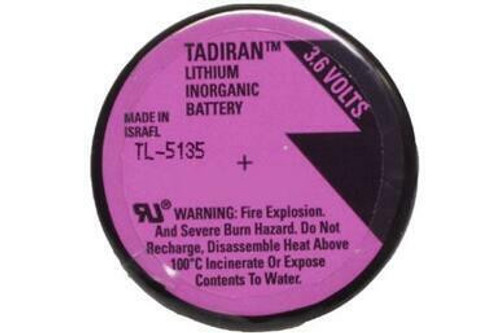 TADIRAN™
LITHIUM
INORGANIC
BATTERY
3.6 VOLTS
MADE IN
ISRAEL
TL-5135
+
RU WARNING: Fire Explosion.
And Severe Burn Hazard. Do Not
Recharge, Disassemble Heat Above
100°C Incinerate Or Expose
Contents To Water.